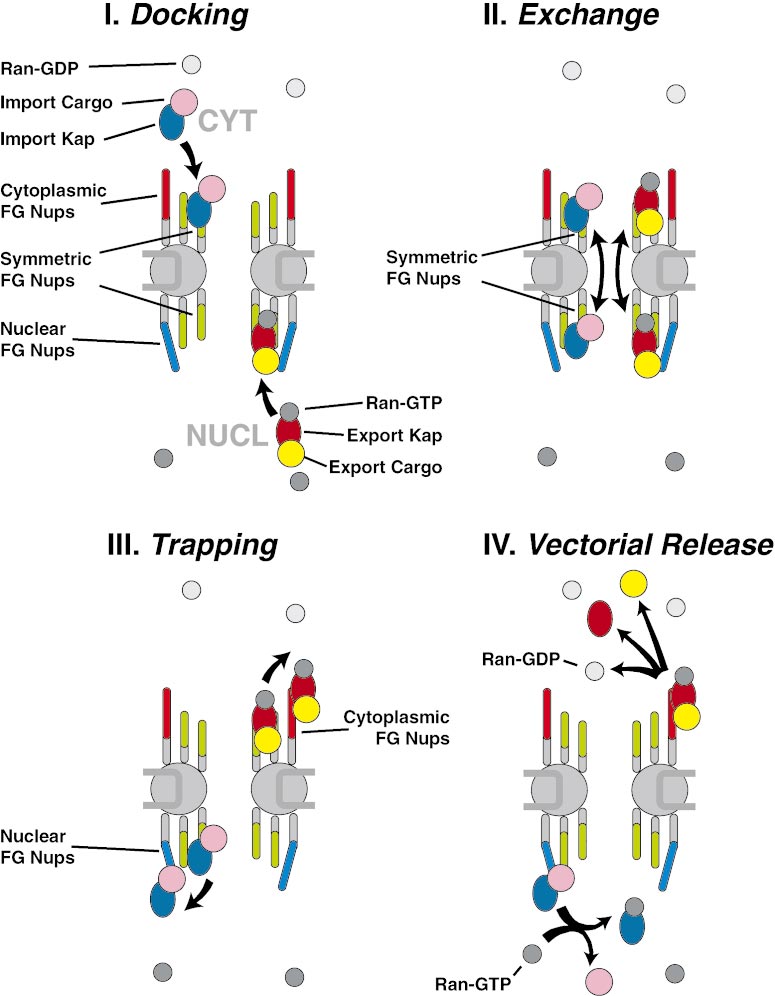 I. Docking
Ran-GDP
Import Cargo
Import Kap
CYT
Cytoplasmic
FG Nups
Symmetric
FG Nups
Nuclear
FG Nups
Ran-GTP
NUCL
Export Kap
Export Cargo
II. Exchange
Symmetric
FG Nups
III. Trapping
Cytoplasmic
FG Nups
Nuclear
FG Nups
IV. Vectorial Release
Ran-GDP
Ran-GTP